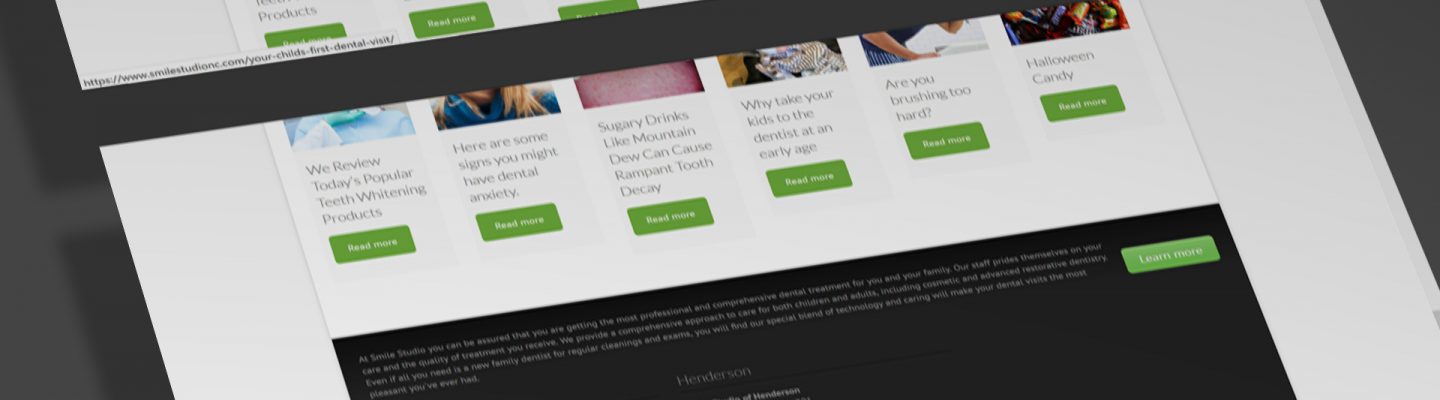 Teeth Whitening
Products
Read more
Read more
Read more
https://www.smilestudionc.com/your-childs-first-dental-visit/
We Review
Today's Popular
Teeth Whitening
Products
Read more
Here are some
signs you might
have dental
anxiety.
Read more
Sugary Drinks
Like Mountain
Dew Can Cause
Rampant Tooth
Decay
Read more
Why take your
kids to the
dentist at an
early age
Read more
Are you
brushing too
hard?
Read more
Halloween
Candy
Read more
At Smile Studio you can be assured that you are getting the most professional and comprehensive dental treatment for you and your family. Our staff prides themselves on your
care and the quality of treatment you receive. We provide a comprehensive approach to care for both children and adults, including cosmetic and advanced restorative dentistry.
Even if all you need is a new family dentist for regular cleanings and exams, you will find our special blend of technology and caring will make your dental visits the most
pleasant you've ever had.
Learn more
Henderson
Studio of Henderson